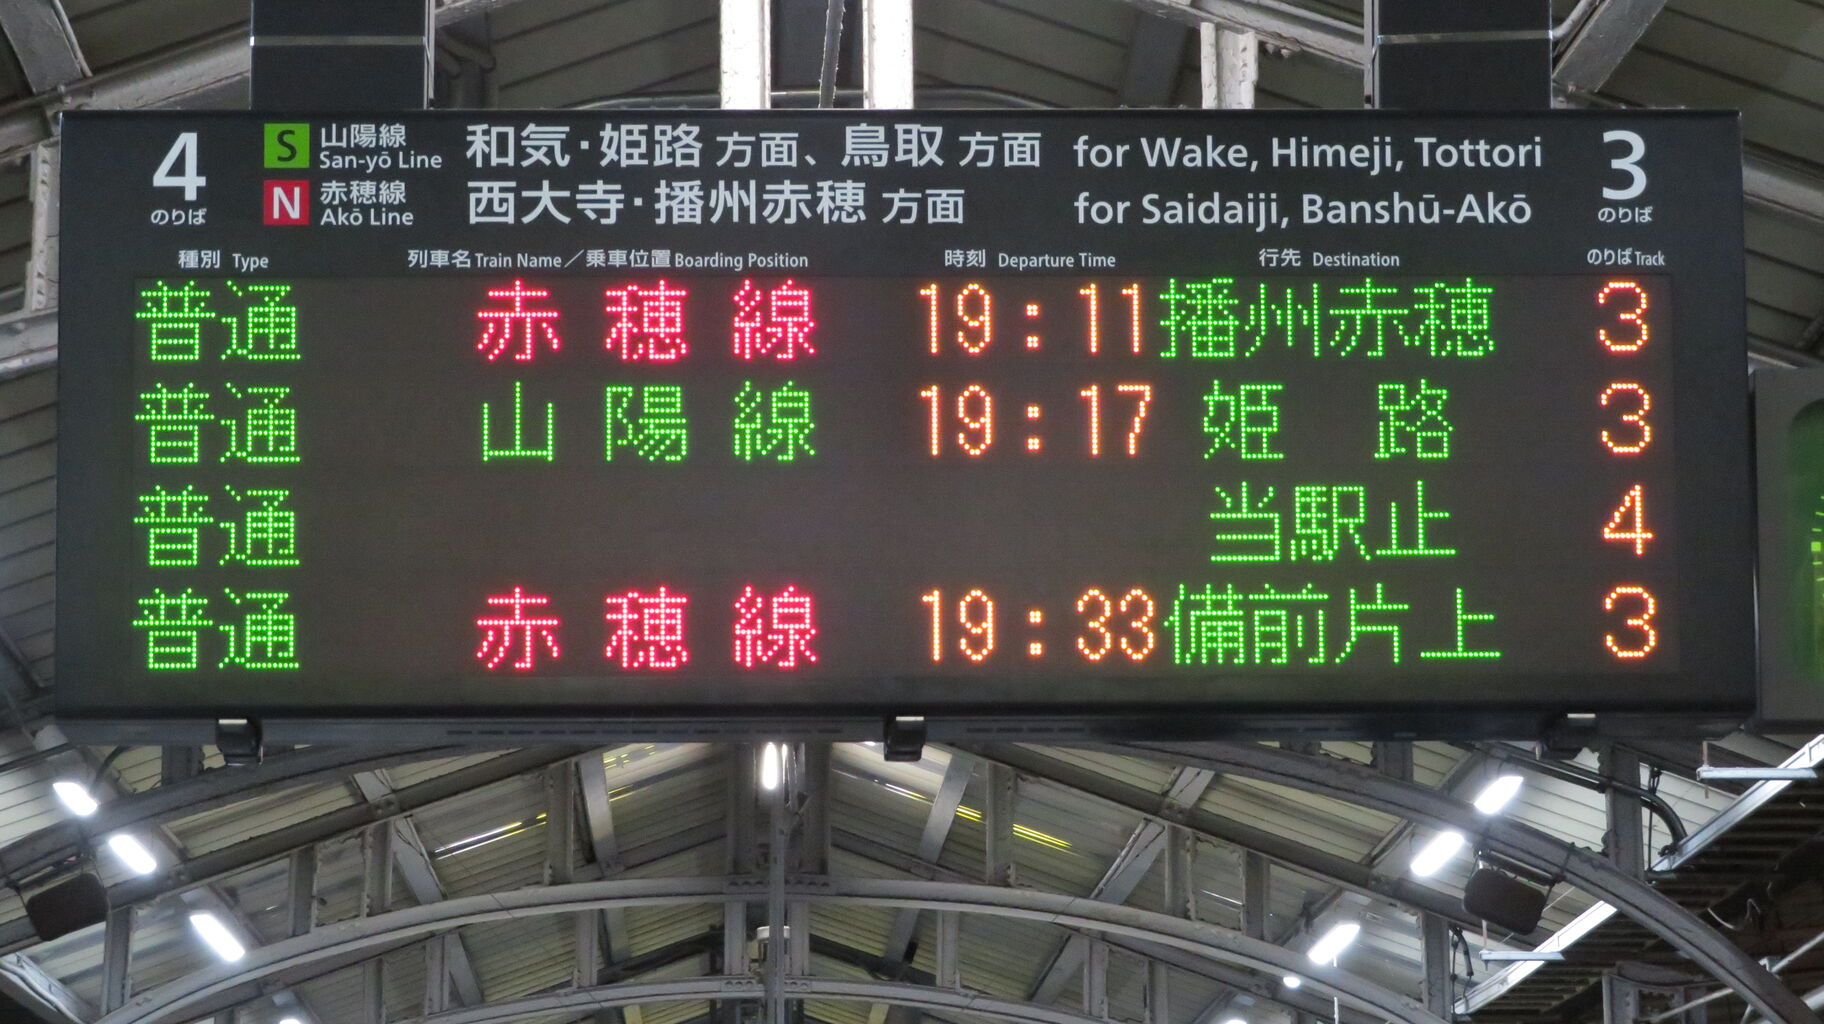 4 のりば S 山陽線 San-yō Line 和気・姫路 方面、鳥取 方面 for Wake, Himeji, Tottori 3 のりば
N 赤穂線 Akō Line 西大寺・播州赤穂 方面 for Saidaiji, Banshū-Akō
種別 Type 列車名 Train Name／乗車位置 Boarding Position 時刻 Departure Time 行先 Destination のりば Track
普通 赤穂線 19:11 播州赤穂 3
普通 山陽線 19:17 姫路 3
普通 当駅止 4
普通 赤穂線 19:33 備前片上 3